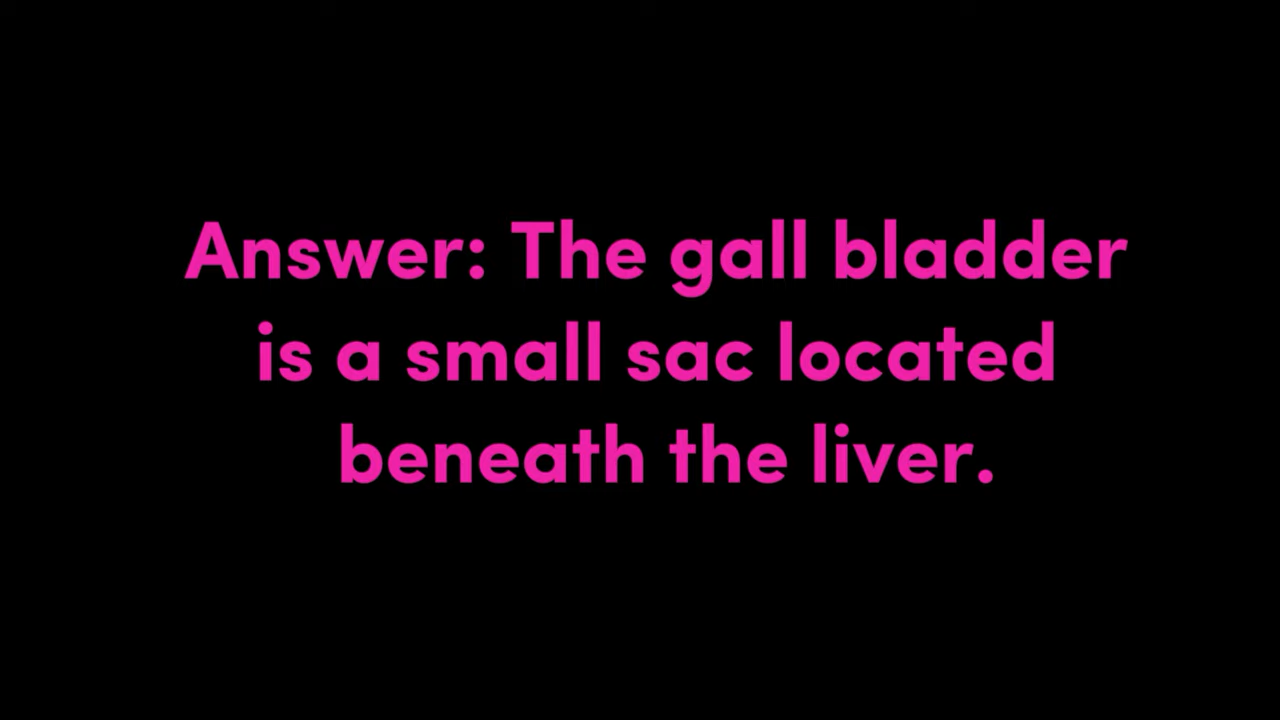 Answer: The gall bladder
is a small sac located
beneath the liver.